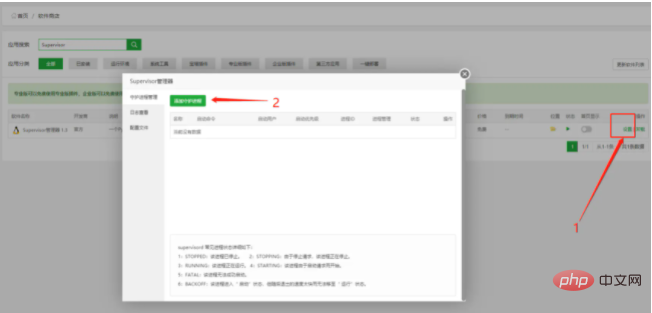 首页 / 软件商店
应用搜索 Supervisor
应用分类 全部 已安装 运行环境 系统工具 宝塔插件 专业版插件 企业版插件 第三方应用 一键部署 更新软件列表
Supervisor管理器
守护进程管理
添加守护进程
2
日志管理
配置文件
名称 启动命令 启动用户 启动优先级 进程ID 进程管理 状态 操作
当前没有数据
软件名称 开发商 说明 价格 到期时间 位置 状态 首页显示 操作
Supervisor管理器 1.2 官方 免费 -- 设置
1 1/1
1
supervisord 常见进程状态详细如下：
1：STOPPED：该进程已停止。 2：STOPPING：由于停止请求，该进程正在停止。
3：RUNNING：该进程正在运行。 4：STARTING：该进程由于启动请求而开始。
5：FATAL：该进程无法成功启动。
6：BACKOFF：该进程进入“ 启动”状态，但随后退出的速度太快而无法移至“ 运行”状态。
php 中文网